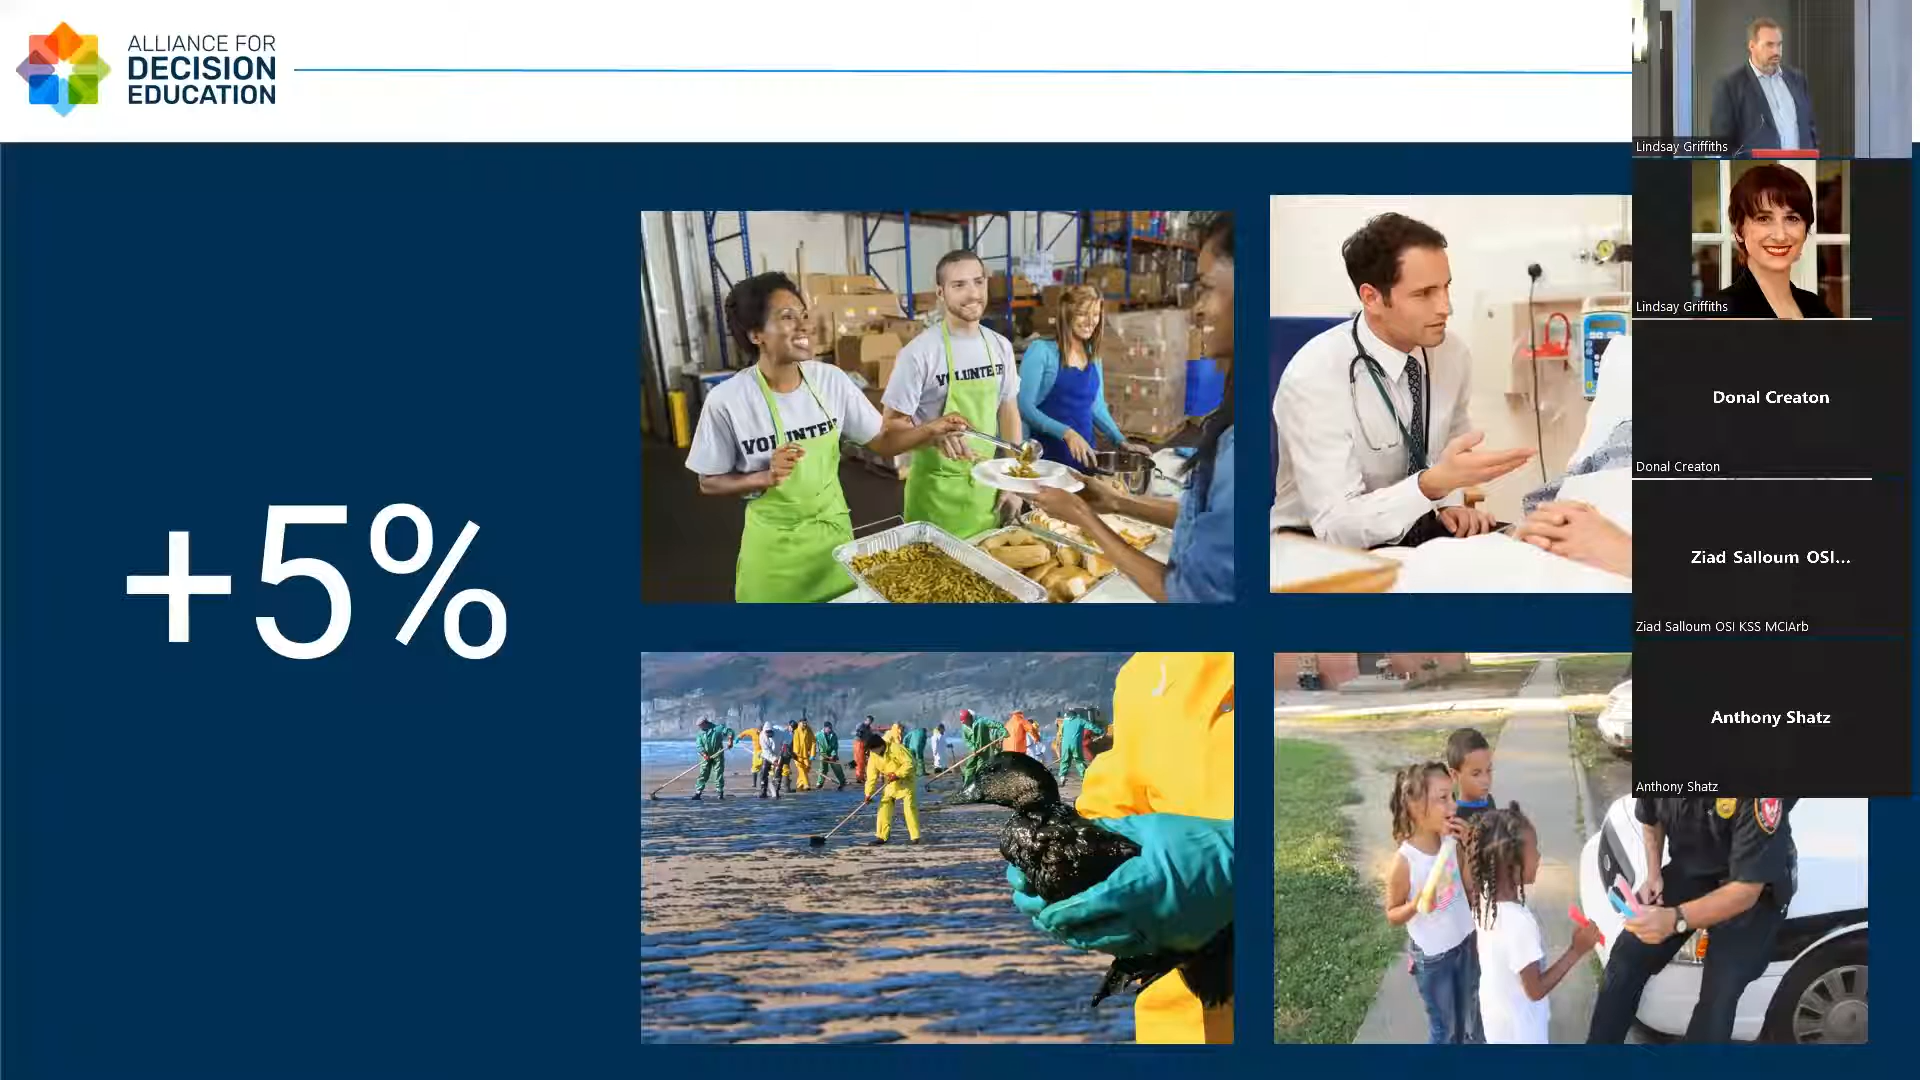 ALLIANCE FOR
DECISION
EDUCATION
+5%
VOLUNTEER
VOLUNTEER
Lindsay Griffiths
Lindsay Griffiths
Donal Creaton
Donal Creaton
Ziad Salloum OSI...
Ziad Salloum OSI KSS MCIArb
Anthony Shatz
Anthony Shatz